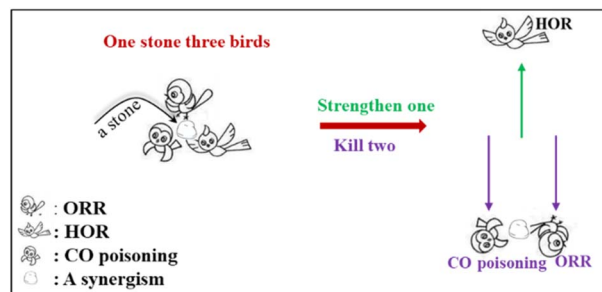 One stone three birds
a stone
: ORR
: HOR
: CO poisoning
: A synergism
Strengthen one
Kill two
HOR
CO poisoning ORR